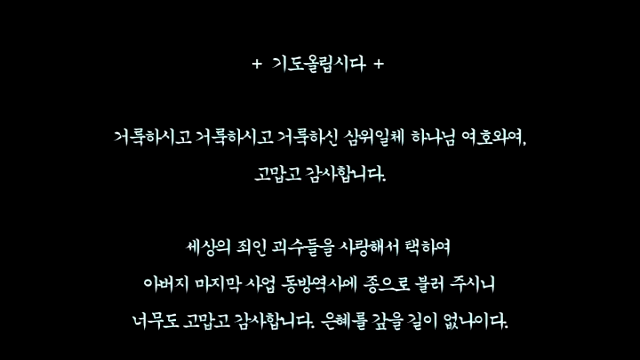 + 기도올립시다 +
거룩하시고 거룩하시고 거룩하신 삼위일체 하나님 여호와여,
고맙고 감사합니다.
세상의 죄인 괴수들을 사랑해서 택하여
아버지 마지막 사업 동방역사에 종으로 불러 주시니
너무도 고맙고 감사합니다. 은혜를 갚을 길이 없나이다.